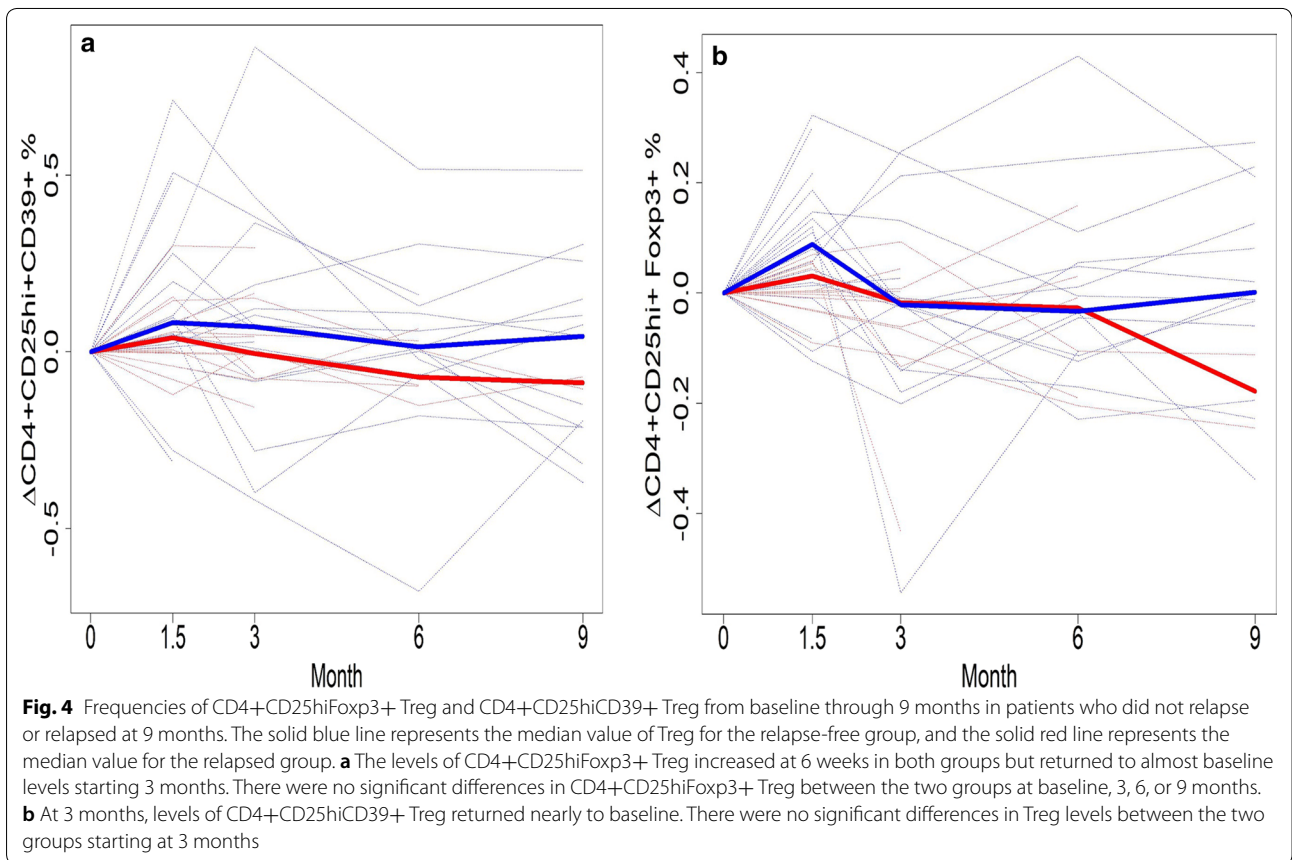 a
ΔCD4+CD25hi+CD39+ %
0.5
0.0
-0.5
0
1.5
3
6
9
Month
b
ΔCD4+CD25hi+ Foxp3+ %
0.4
0.2
0.0
-0.2
-0.4
0
1.5
3
6
9
Month
Fig. 4 Frequencies of CD4+CD25hiFoxp3+ Treg and CD4+CD25hiCD39+ Treg from baseline through 9 months in patients who did not relapse
or relapsed at 9 months. The solid blue line represents the median value of Treg for the relapse-free group, and the solid red line represents the
median value for the relapsed group. a The levels of CD4+CD25hiFoxp3+ Treg increased at 6 weeks in both groups but returned to almost baseline
levels starting 3 months. There were no significant differences in CD4+CD25hiFoxp3+ Treg between the two groups at baseline, 3, 6, or 9 months.
b At 3 months, levels of CD4+CD25hiCD39+ Treg returned nearly to baseline. There were no significant differences in Treg levels between the two
groups starting at 3 months